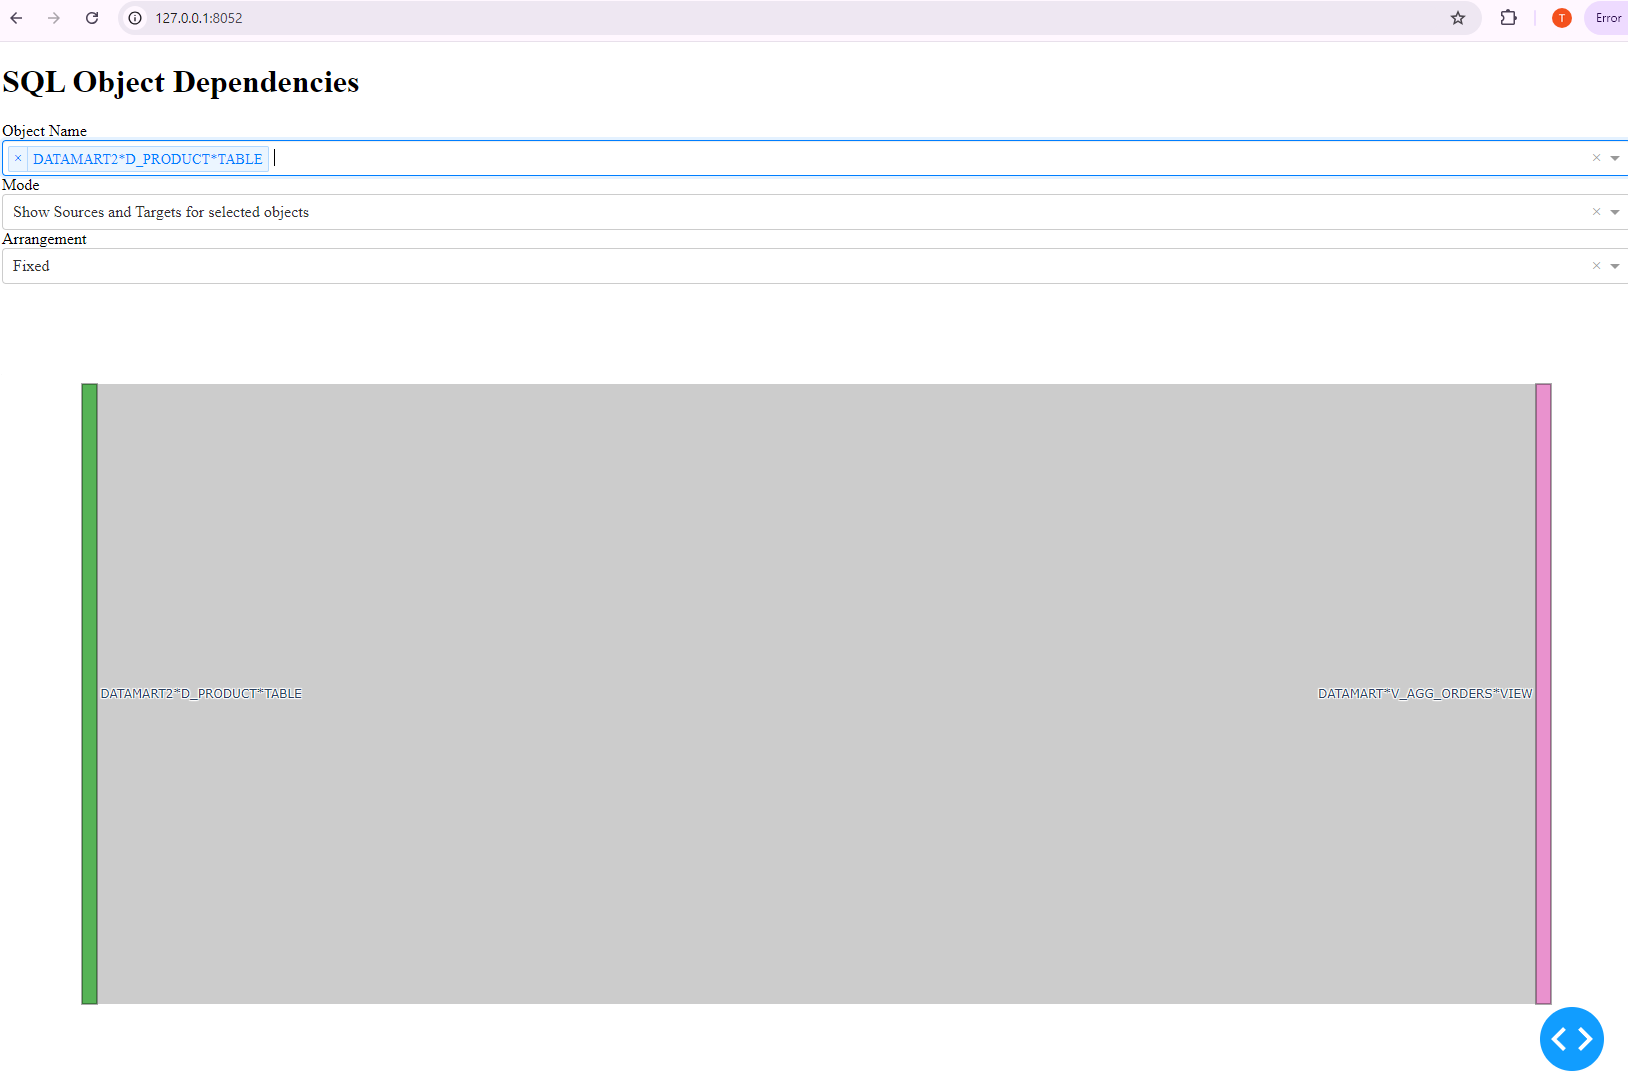 127.0.0.1:8052
T
Error
SQL Object Dependencies
Object Name
× DATAMART2*D_PRODUCT*TABLE
Mode
Show Sources and Targets for selected objects
Arrangement
Fixed
DATAMART2*D_PRODUCT*TABLE
DATAMART*V_AGG_ORDERS*VIEW